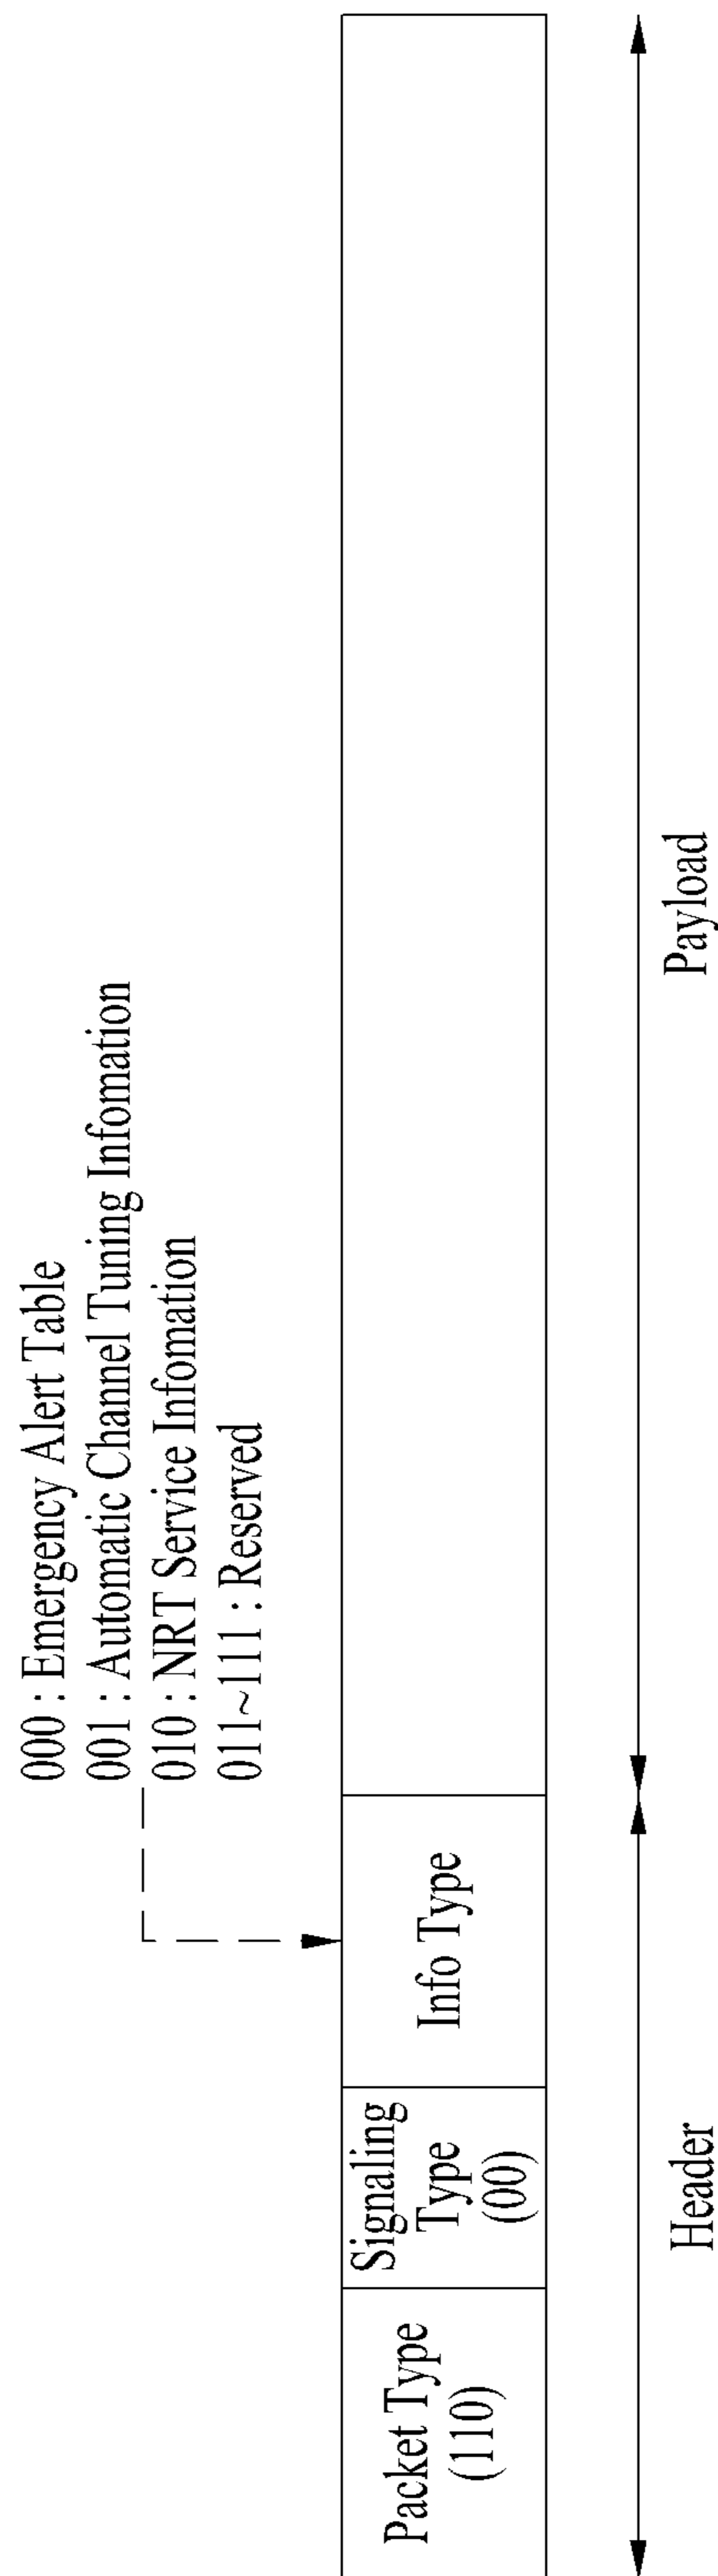 000 : Emergency Alert Table
001 : Automatic Channel Tuning Infomation
010 : NRT Service Infomation
011~111 : Reserved
Packet Type
(110)
Signaling
Type
(00)
Info Type
Header
Payload